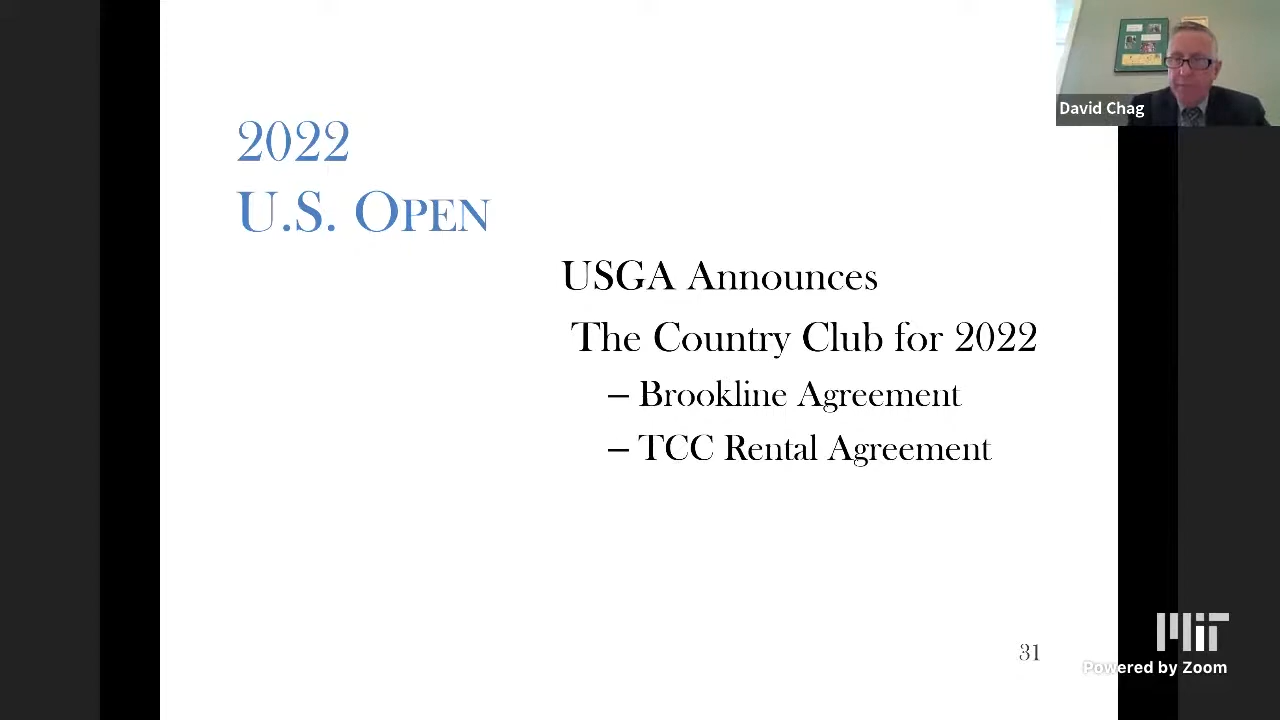 2022
U.S. OPEN
USGA Announces
The Country Club for 2022
– Brookline Agreement
– TCC Rental Agreement
31
David Chag
MIT
Powered by Zoom